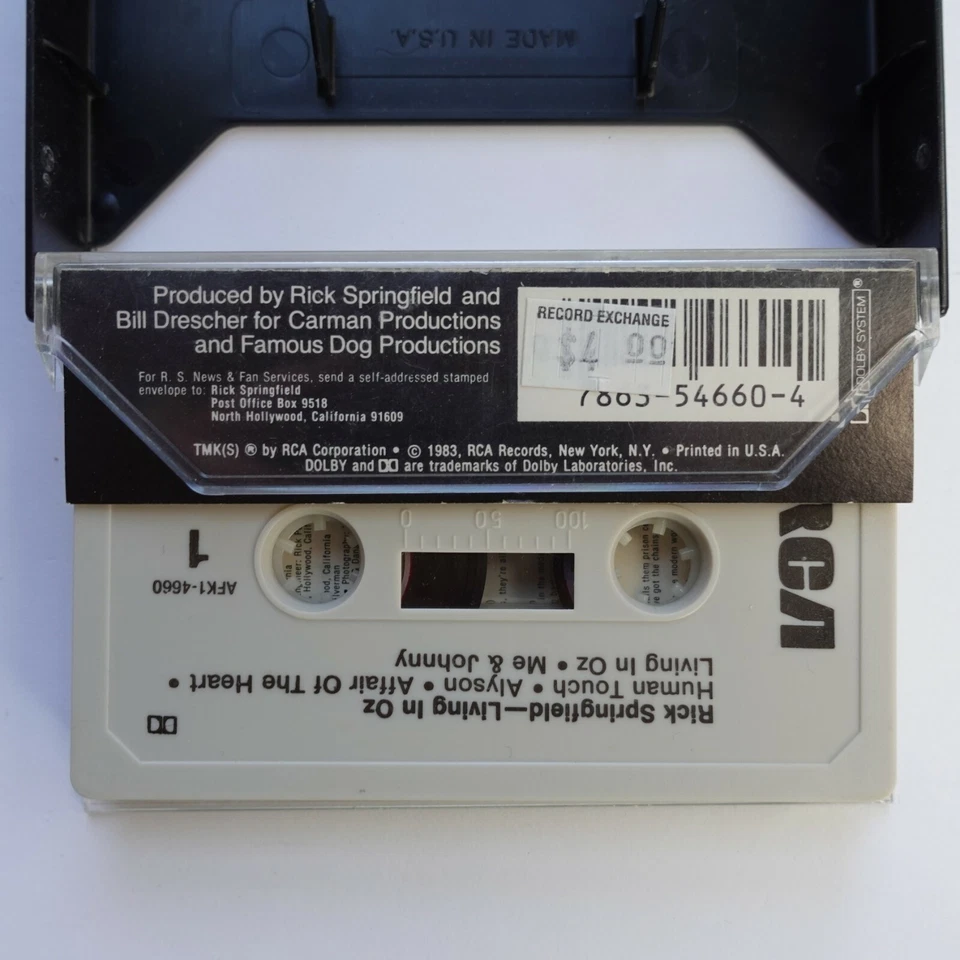 MADE IN U.S.A.
Produced by Rick Springfield and
Bill Drescher for Carman Productions
and Famous Dog Productions
For R. S. News & Fan Services, send a self-addressed stamped
envelope to: Rick Springfield
Post Office Box 9518
North Hollywood, California 91609
RECORD EXCHANGE
$4 00
7863-54660-4
DOLBY SYSTEM ®
TMK(S) ® by RCA Corporation • © 1983, RCA Records, New York, N.Y. • Printed in U.S.A.
DOLBY and DD are trademarks of Dolby Laboratories, Inc.
RCA
Rick Springfield—Living In Oz
Human Touch • Alyson • Affair Of The Heart •
Living In Oz • Me & Johnny
1
AFK1-4660
100 50 0